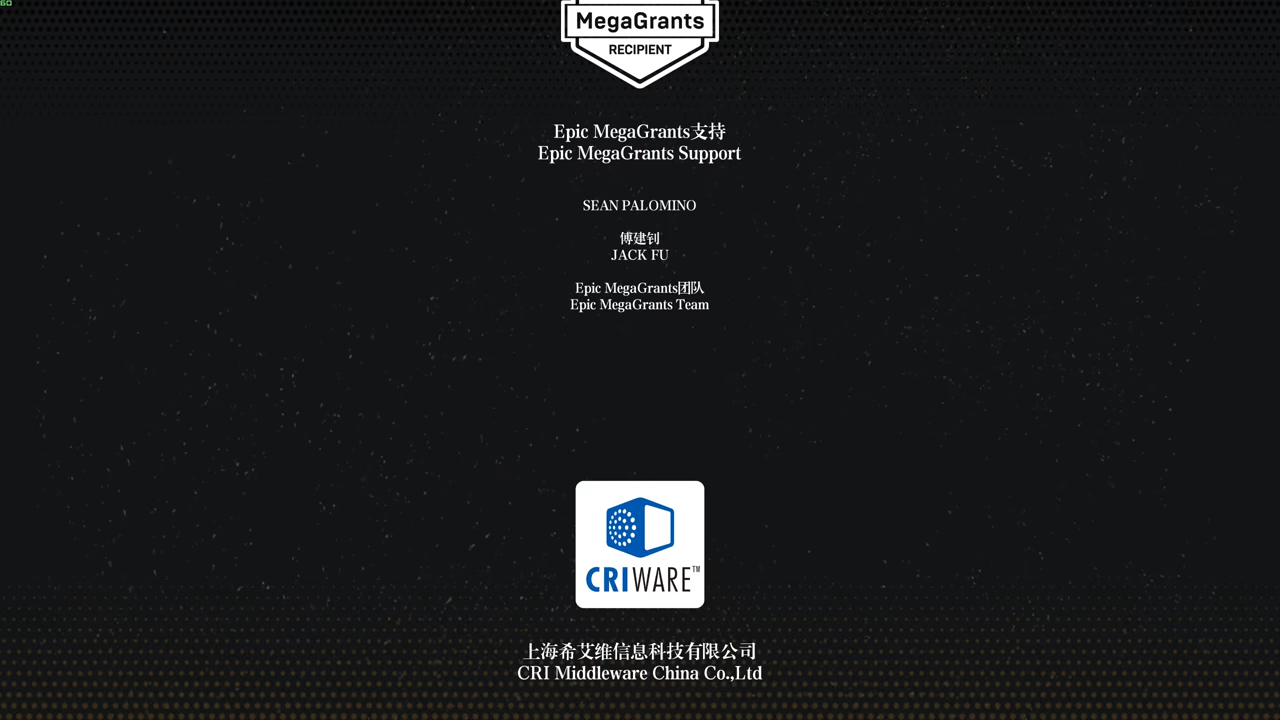 60
MegaGrants
RECIPIENT
Epic MegaGrants支持
Epic MegaGrants Support
SEAN PALOMINO
傅建钊
JACK FU
Epic MegaGrants团队
Epic MegaGrants Team
CRIWARE™
上海希艾维信息科技有限公司
CRI Middleware China Co.,Ltd